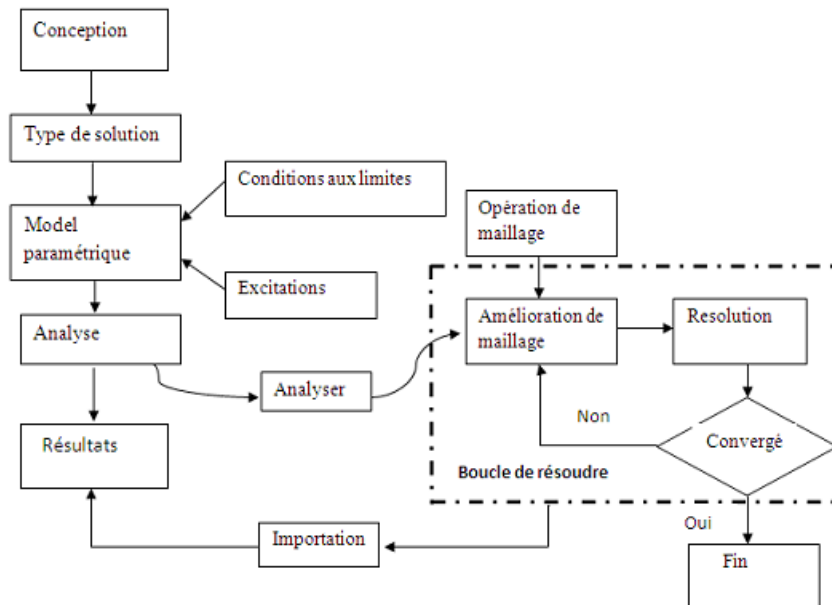 Conception
Type de solution
Conditions aux limites
Model
paramétrique
Excitations
Opération de
maillage
Analyse
Amélioration de
maillage
Resolution
Analyser
Non
Convergé
Résultats
Boucle de résoudre
Importation
Oui
Fin